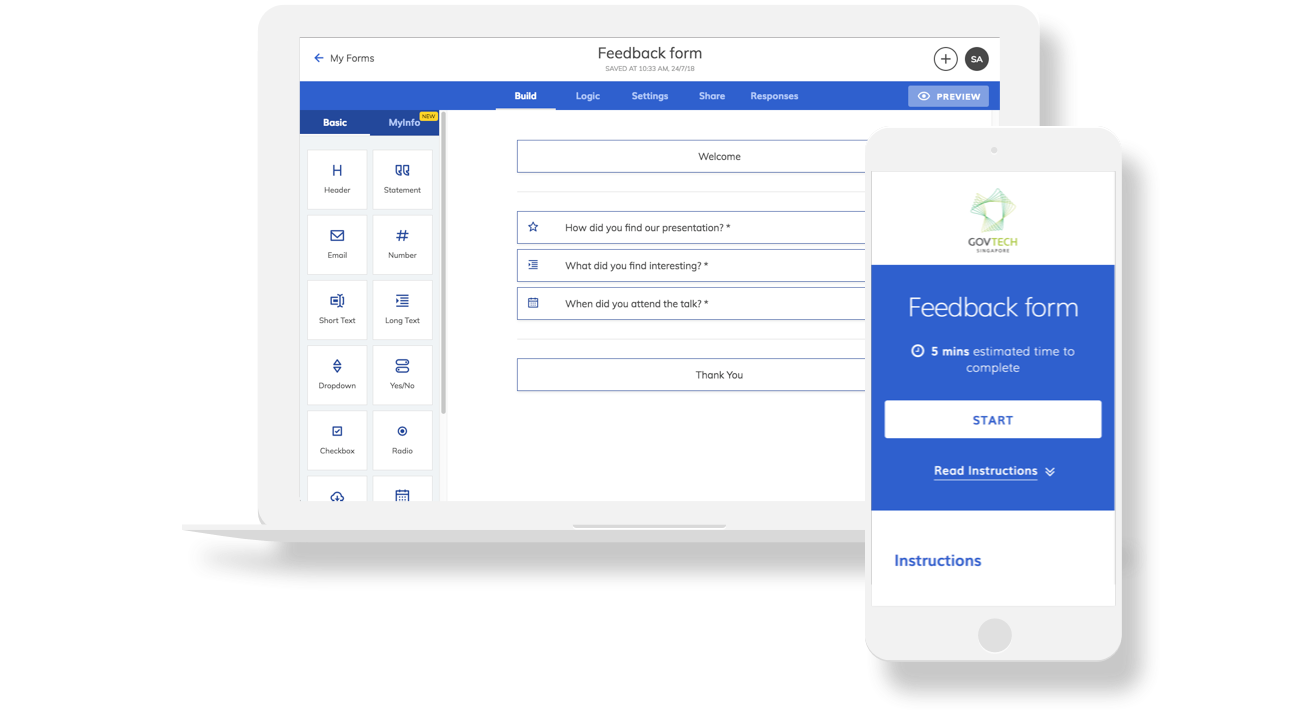 My Forms
Feedback form
SAVED AT 10:33 AM, 24/7/18
SA
Build
Logic
Settings
Share
Responses
PREVIEW
Basic
MyInfo
NEW
Header
Statement
Email
Number
Short Text
Long Text
Dropdown
Yes/No
Checkbox
Radio
Welcome
How did you find our presentation? *
What did you find interesting? *
When did you attend the talk? *
Thank You
GOVTECH
SINGAPORE
Feedback form
5 mins estimated time to
complete
START
Read Instructions
Instructions